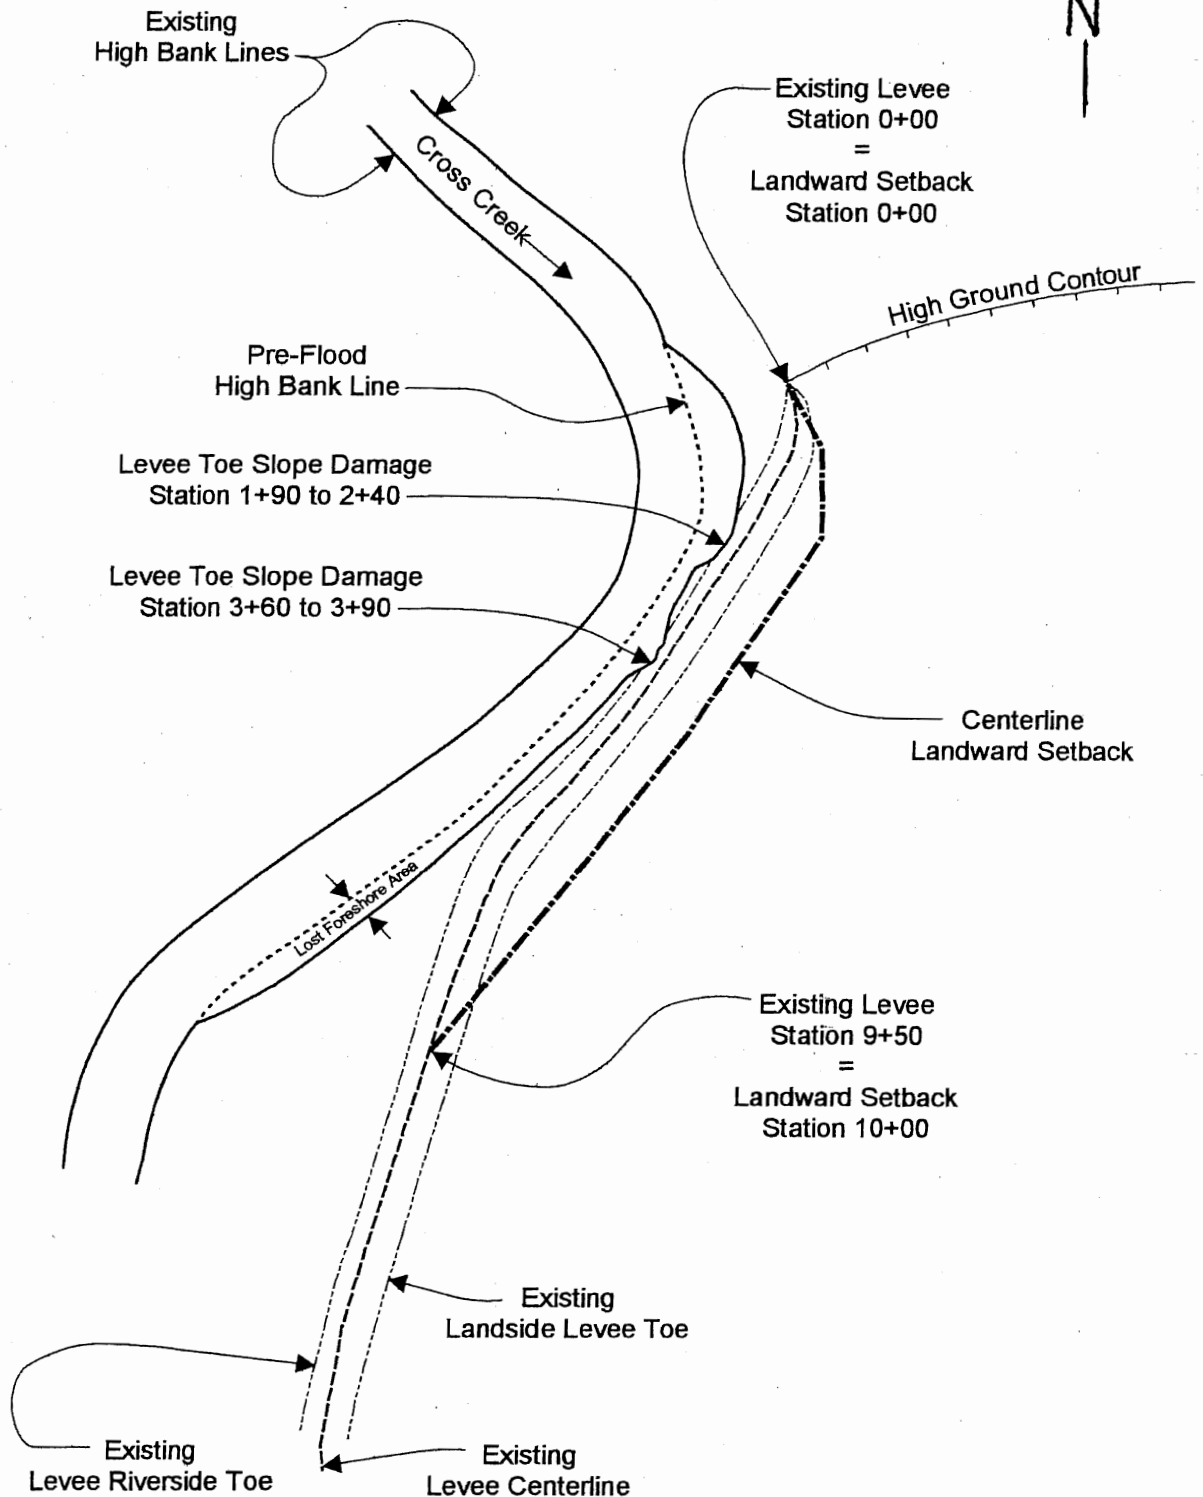 Existing
High Bank Lines
N
Existing Levee
Station 0+00
=
Landward Setback
Station 0+00
Cross Creek
High Ground Contour
Pre-Flood
High Bank Line
Levee Toe Slope Damage
Station 1+90 to 2+40
Levee Toe Slope Damage
Station 3+60 to 3+90
Centerline
Landward Setback
Lost Foreshore Area
Existing Levee
Station 9+50
=
Landward Setback
Station 10+00
Existing
Landside Levee Toe
Existing
Levee Riverside Toe
Existing
Levee Centerline